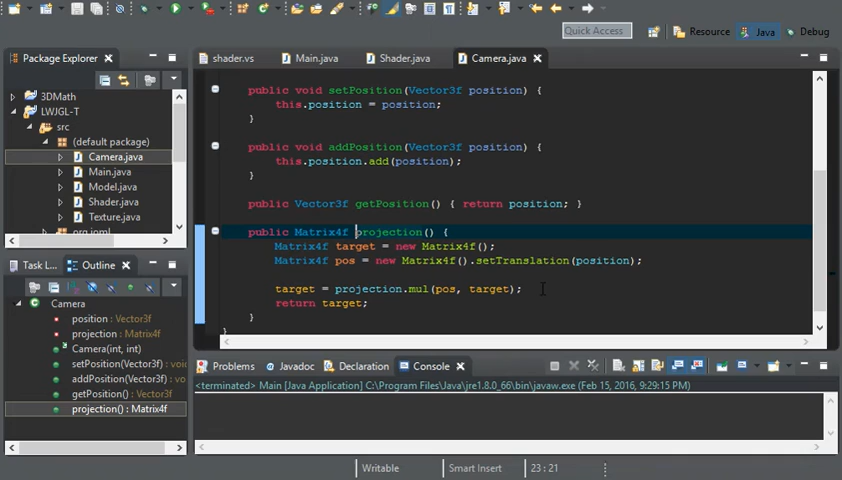 Quick Access
Resource
Java
Debug
Package Explorer
shader.vs
Main.java
Shader.java
Camera.java
3DMath
LWJGL-T
src
(default package)
Camera.java
Main.java
Model.java
Shader.java
Texture.java
org.joml
public void setPosition(Vector3f position) {
this.position = position;
}
public void addPosition(Vector3f position) {
this.position.add(position);
}
public Vector3f getPosition() { return position; }
public Matrix4f projection() {
Matrix4f target = new Matrix4f();
Matrix4f pos = new Matrix4f().setTranslation(position);
target = projection.mul(pos, target);
return target;
}
}
Task L
Outline
Camera
position : Vector3f
projection : Matrix4f
Camera(int, int)
setPosition(Vector3f) : voi
addPosition(Vector3f) : v
getPosition() : Vector3f
projection() : Matrix4f
Problems
Javadoc
Declaration
Console
<terminated> Main [Java Application] C:\Program Files\Java\jre1.8.0_66\bin\javaw.exe (Feb 15, 2016, 9:29:15 PM)
Writable
Smart Insert
23 : 21